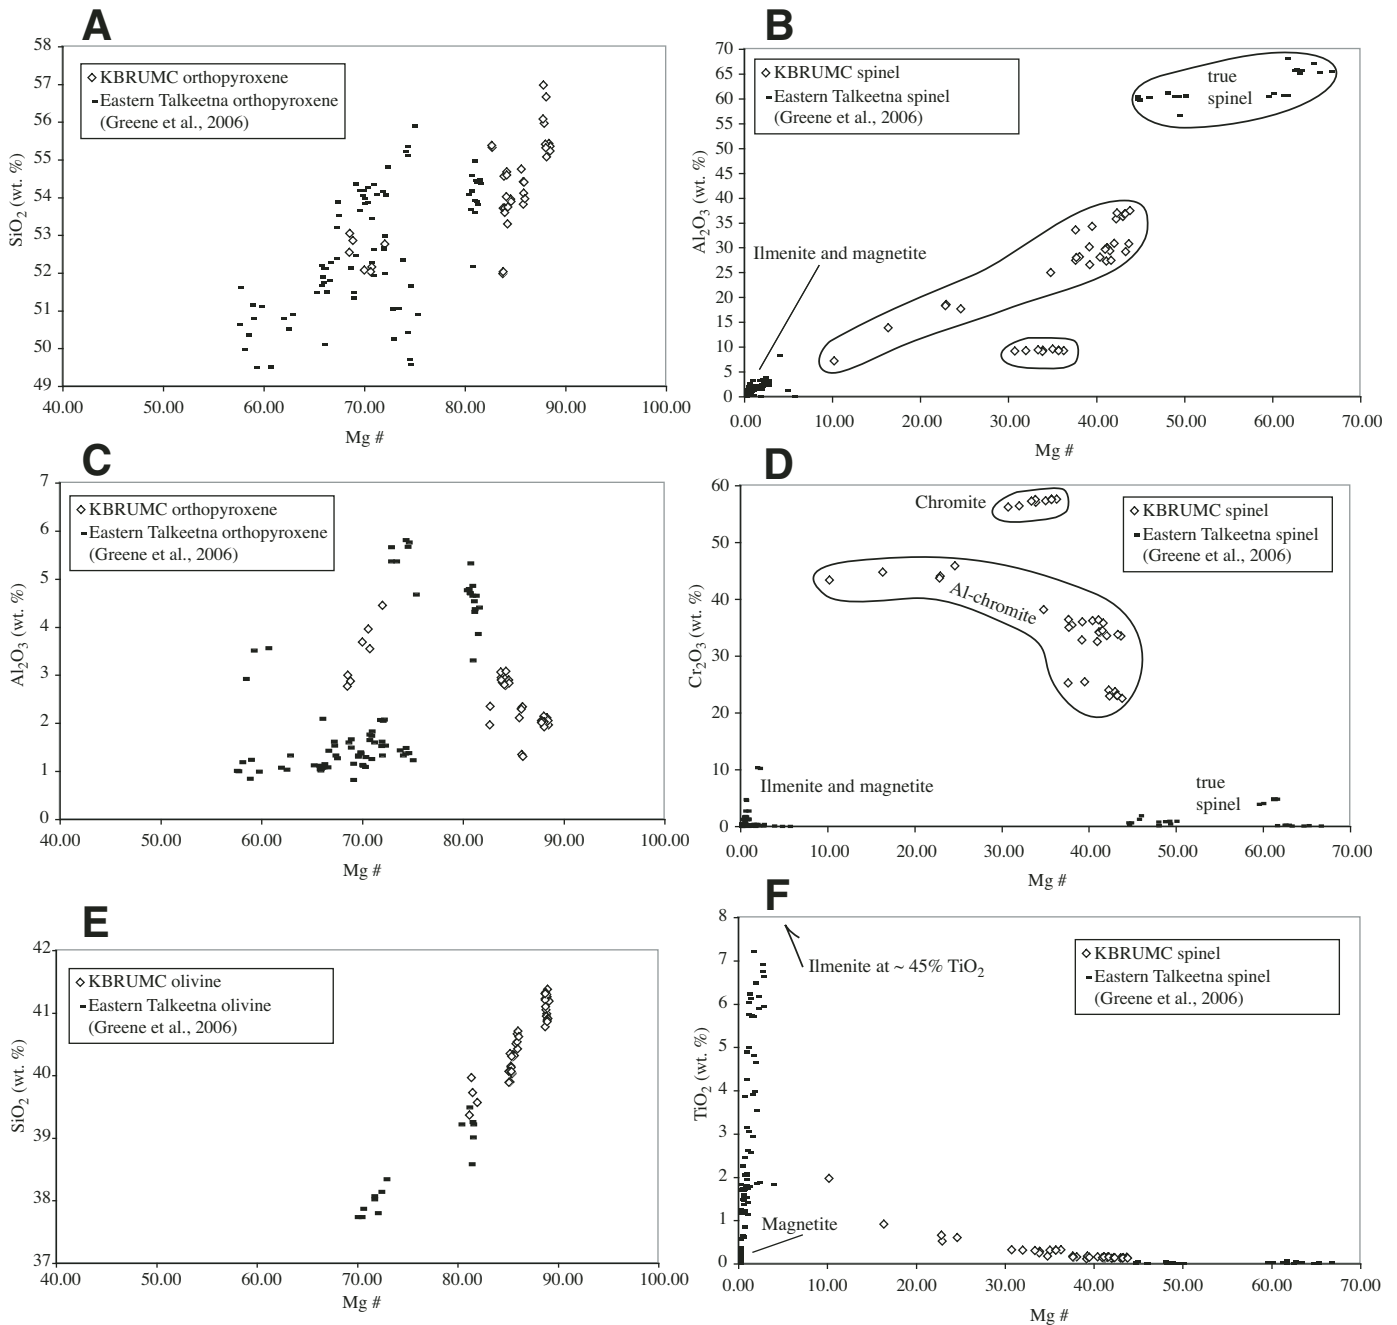 A
58
57
56
55
54
53
52
51
50
49
SiO2 (wt. %)
◇ KBRUMC orthopyroxene
- Eastern Talkeetna orthopyroxene
(Greene et al., 2006)
40.00 50.00 60.00 70.00 80.00 90.00 100.00
Mg #
B
70
65
60
55
50
45
40
35
30
25
20
15
10
5
0
Al2O3 (wt. %)
◇ KBRUMC spinel
- Eastern Talkeetna spinel
(Greene et al., 2006)
true
spinel
Ilmenite and magnetite
0.00 10.00 20.00 30.00 40.00 50.00 60.00 70.00
Mg #
C
7
6
5
4
3
2
1
0
Al2O3 (wt. %)
◇ KBRUMC orthopyroxene
- Eastern Talkeetna orthopyroxene
(Greene et al., 2006)
40.00 50.00 60.00 70.00 80.00 90.00 100.00
Mg #
D
60
50
40
30
20
10
0
Cr2O3 (wt. %)
Chromite
◇ KBRUMC spinel
- Eastern Talkeetna spinel
(Greene et al., 2006)
Al-chromite
Ilmenite and magnetite
true
spinel
0.00 10.00 20.00 30.00 40.00 50.00 60.00 70.00
Mg #
E
42
41
40
39
38
37
SiO2 (wt. %)
◇ KBRUMC olivine
- Eastern Talkeetna olivine
(Greene et al., 2006)
40.00 50.00 60.00 70.00 80.00 90.00 100.00
Mg #
F
8
7
6
5
4
3
2
1
0
TiO2 (wt. %)
◇ KBRUMC spinel
- Eastern Talkeetna spinel
(Greene et al., 2006)
Ilmenite at ~ 45% TiO2
Magnetite
0.00 10.00 20.00 30.00 40.00 50.00 60.00 70.00
Mg #